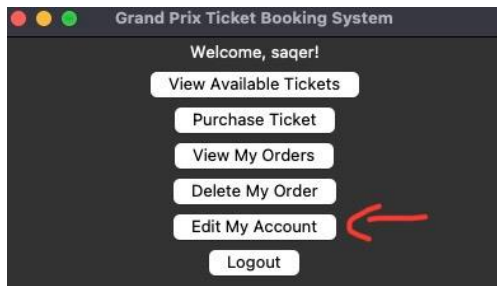 Grand Prix Ticket Booking System
Welcome, saqer!
View Available Tickets
Purchase Ticket
View My Orders
Delete My Order
Edit My Account
Logout